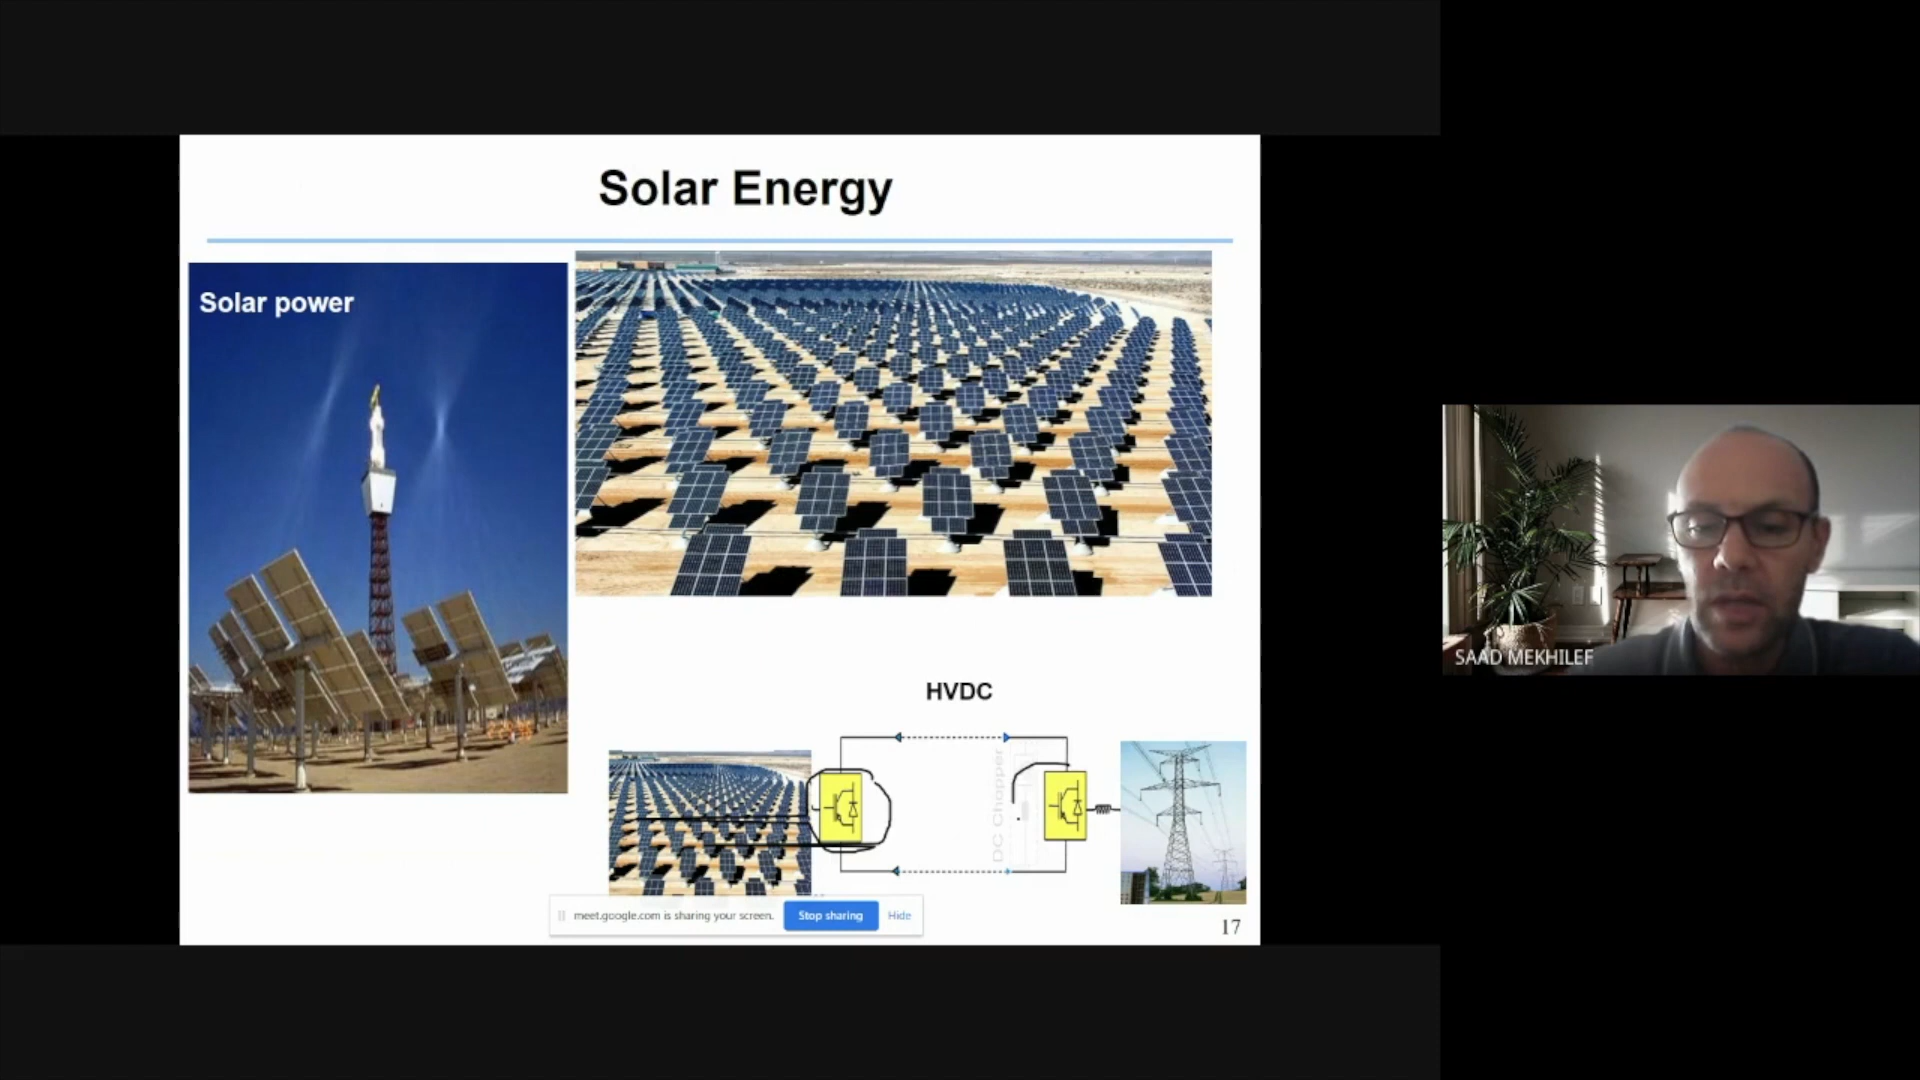 Solar Energy
Solar power
HVDC
DC Chopper
meet.google.com is sharing your screen.
Stop sharing
Hide
17
SAAD MEKHILEF